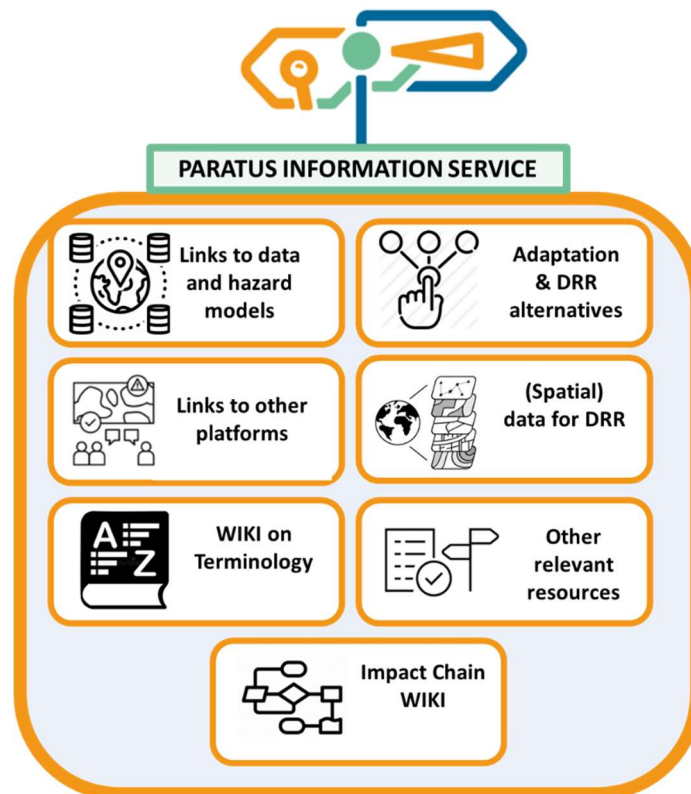 PARATUS INFORMATION SERVICE
Links to data
and hazard
models
Adaptation
& DRR
alternatives
Links to other
platforms
(Spatial)
data for DRR
WIKI on
Terminology
A
Z
Other
relevant
resources
Impact Chain
WIKI